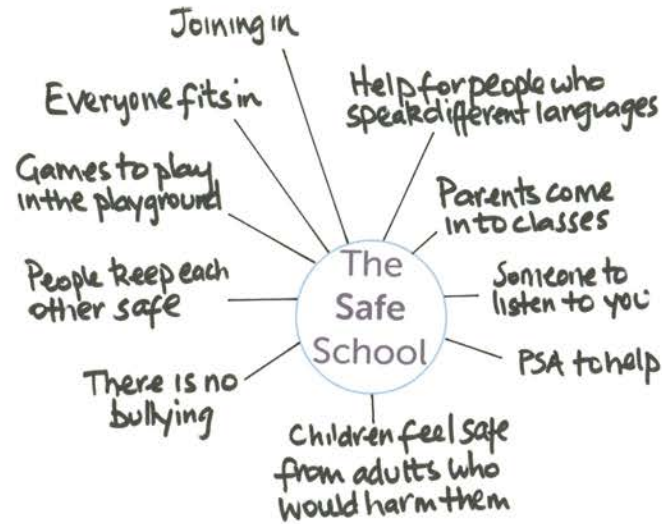 Joining in
Everyone fits in
Games to play
in the playground
People keep each
other safe
There is no
bullying
Help for people who
speak different languages
Parents come
into classes
Someone to
listen to you
PSA to help
Children feel safe
from adults who
would harm them
The
Safe
School